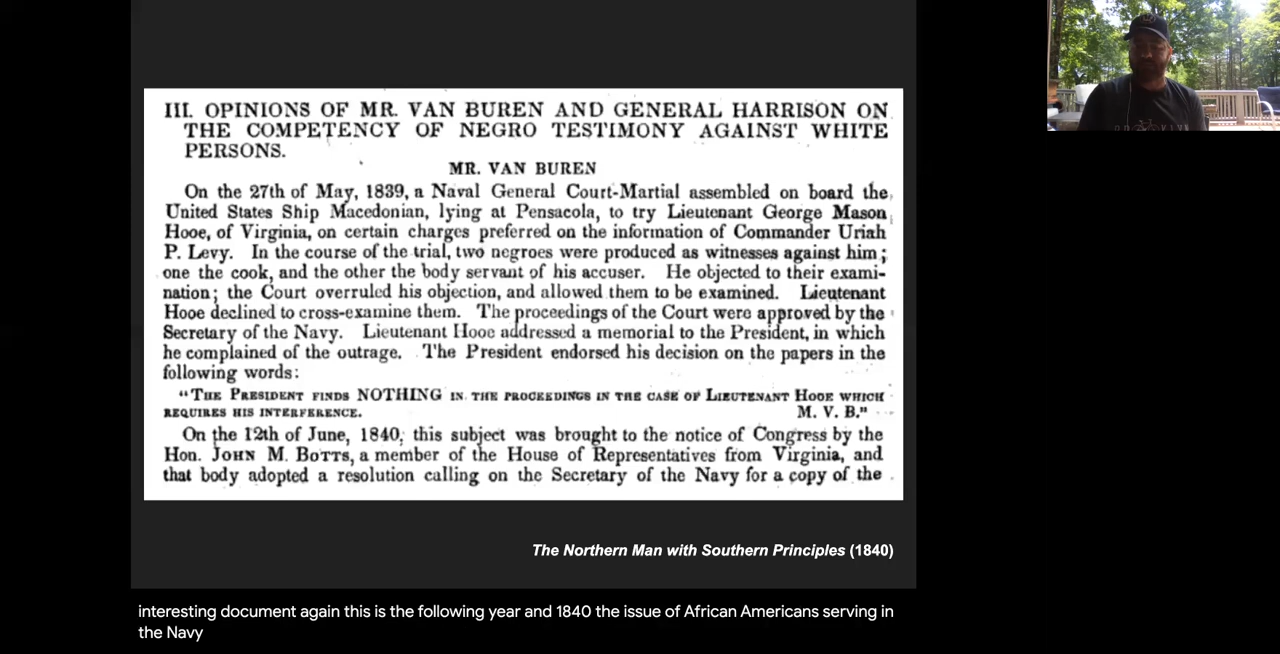 III. OPINIONS OF MR. VAN BUREN AND GENERAL HARRISON ON
THE COMPETENCY OF NEGRO TESTIMONY AGAINST WHITE
PERSONS.
MR. VAN BUREN
On the 27th of May, 1839, a Naval General Court-Martial assembled on board the
United States Ship Macedonian, lying at Pensacola, to try Lieutenant George Mason
Hooe, of Virginia, on certain charges preferred on the information of Commander Uriah
P. Levy. In the course of the trial, two negroes were produced as witnesses against him;
one the cook, and the other the body servant of his accuser. He objected to their exami-
nation; the Court overruled his objection, and allowed them to be examined. Lieutenant
Hooe declined to cross-examine them. The proceedings of the Court were approved by the
Secretary of the Navy. Lieutenant Hooe addressed a memorial to the President, in which
he complained of the outrage. The President endorsed his decision on the papers in the
following words:
"THE PRESIDENT FINDS NOTHING IN THE PROCEEDINGS IN THE CASE OF LIEUTENANT HOOE WHICH
REQUIRES HIS INTERFERENCE. M. V. B."
On the 12th of June, 1840, this subject was brought to the notice of Congress by the
Hon. JOHN M. BOTTS, a member of the House of Representatives from Virginia, and
that body adopted a resolution calling on the Secretary of the Navy for a copy of the
The Northern Man with Southern Principles (1840)
interesting document again this is the following year and 1840 the issue of African Americans serving in
the Navy
BROOKLYN